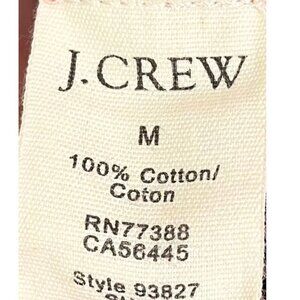 J.CREW
M
100% Cotton/
Coton
RN77388
CA56445
Style 93827